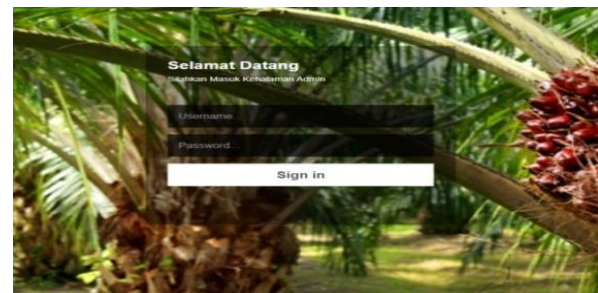 Selamat Datang
Silahkan Masuk Kehalaman Admin
Username...
Password...
Sign in